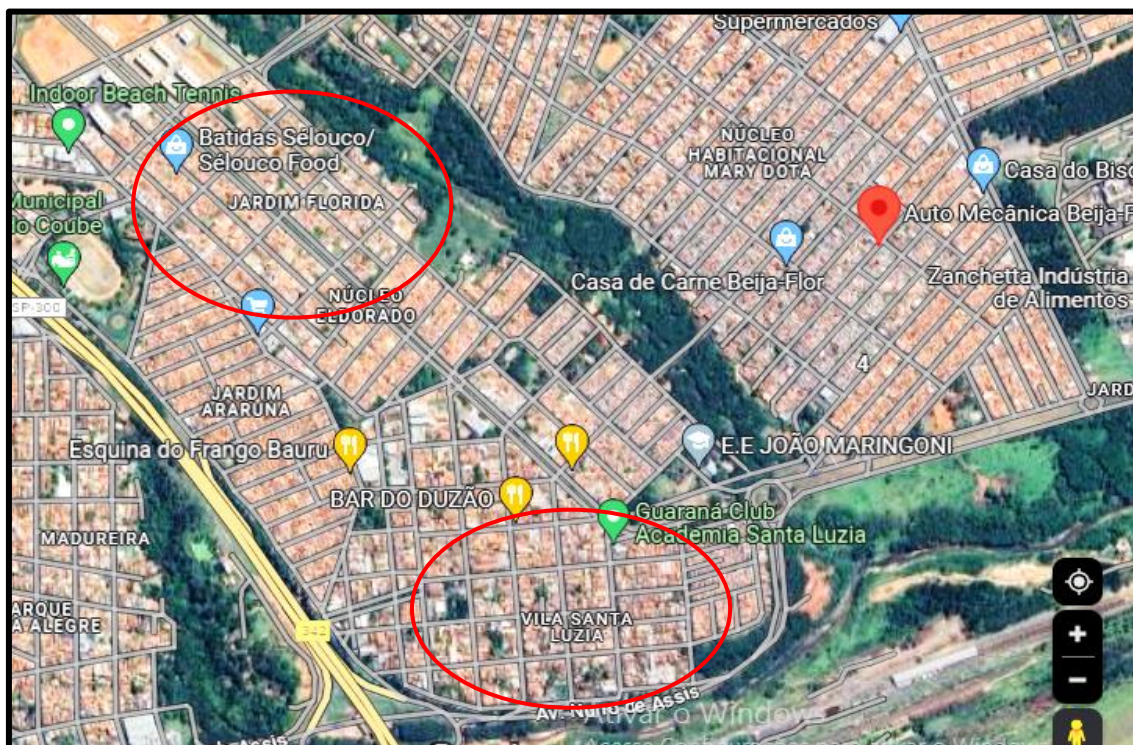 Supermercados
Indoor Beach Tennis
Batidas Sélouco/
Sélouco Food
NÚCLEO
HABITACIONAL
MARY DOTA
Casa do Bisc
JARDIM FLORIDA
Municipal
Auto Mecânica Beija-F
Casa de Carne Beija-Flor
Zanchetta Indústria
de Alimentos
NÚCLEO
ELDORADO
SP-300
4
JARDIM
ARARUNA
JARD
Esquina do Frango Bauru
E.E JOÃO MARINGONI
BAR DO DUZÃO
Guaraná Club
Academia Santa Luzia
MADUREIRA
ARQUE
A ALEGRE
VILA SANTA
LUZIA
342
Av. Nuno de Assis
Ativar o Windows
Assis